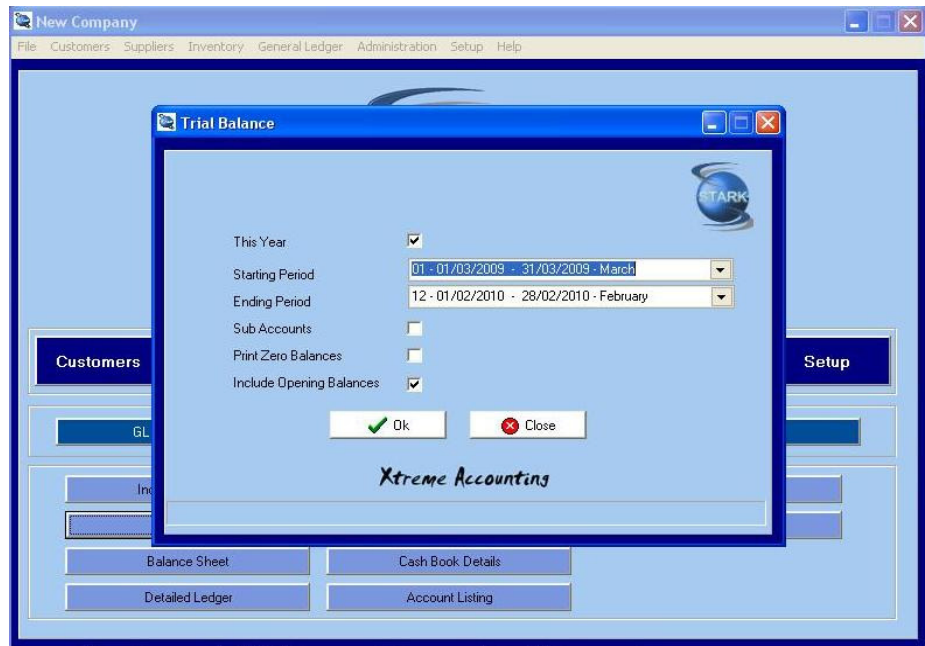 New Company
File Customers Suppliers Inventory General Ledger Administration Setup Help
Trial Balance
STARK
This Year
Starting Period 01 - 01/03/2009 - 31/03/2009 - March
Ending Period 12 - 01/02/2010 - 28/02/2010 - February
Sub Accounts
Print Zero Balances
Include Opening Balances
Ok Close
Xtreme Accounting
Customers Setup
GL
Balance Sheet Cash Book Details
Detailed Ledger Account Listing